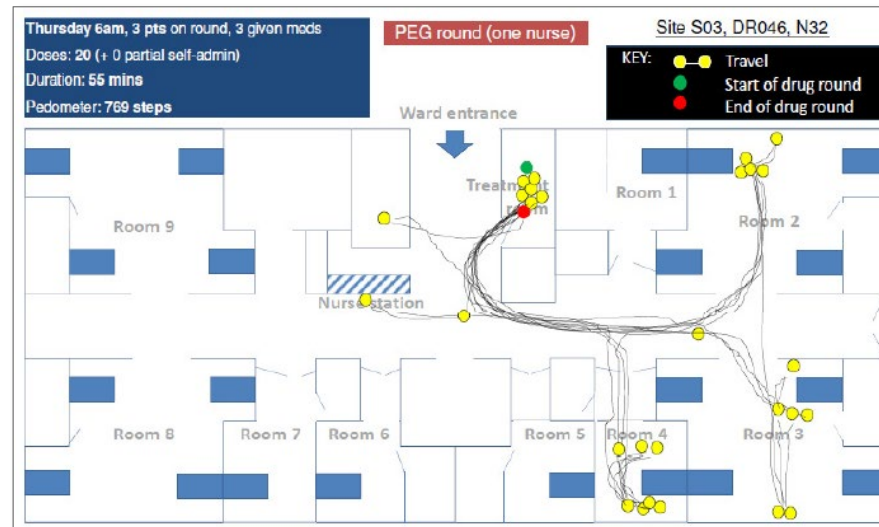 Thursday 6am, 3 pts on round, 3 given meds
Doses: 20 (+ 0 partial self-admin)
Duration: 55 mins
Pedometer: 769 steps
PEG round (one nurse)
Site S03, DR046, N32
KEY:
Travel
Start of drug round
End of drug round
Ward entrance
Treatment
room
Room 1
Room 2
Room 9
Nurse station
Room 8
Room 7
Room 6
Room 5
Room 4
Room 3